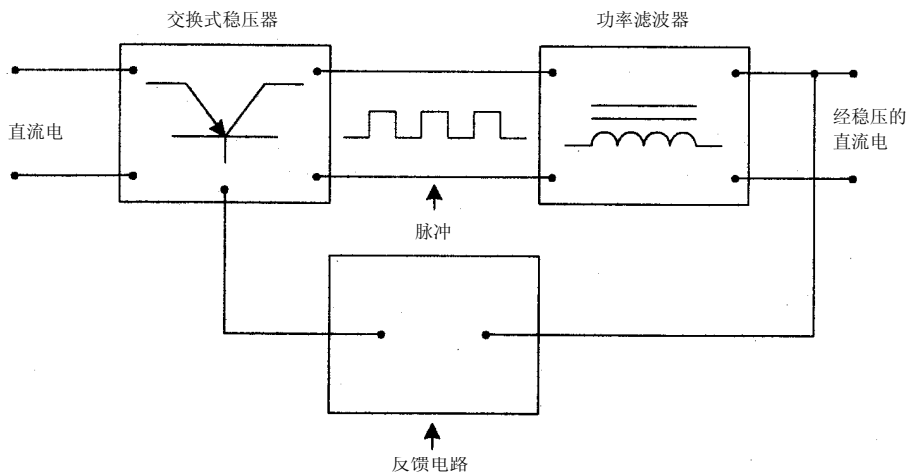 交换式稳压器
功率滤波器
直流电
经稳压的
直流电
脉冲
反馈电路